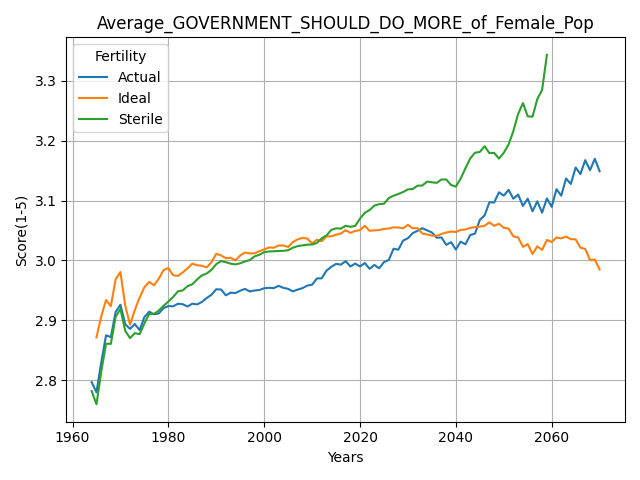 Average_GOVERNMENT_SHOULD_DO_MORE_of_Female_Pop
Fertility
Actual
Ideal
Sterile
Score(1-5)
3.3
3.2
3.1
3.0
2.9
2.8
1960 1980 2000 2020 2040 2060
Years